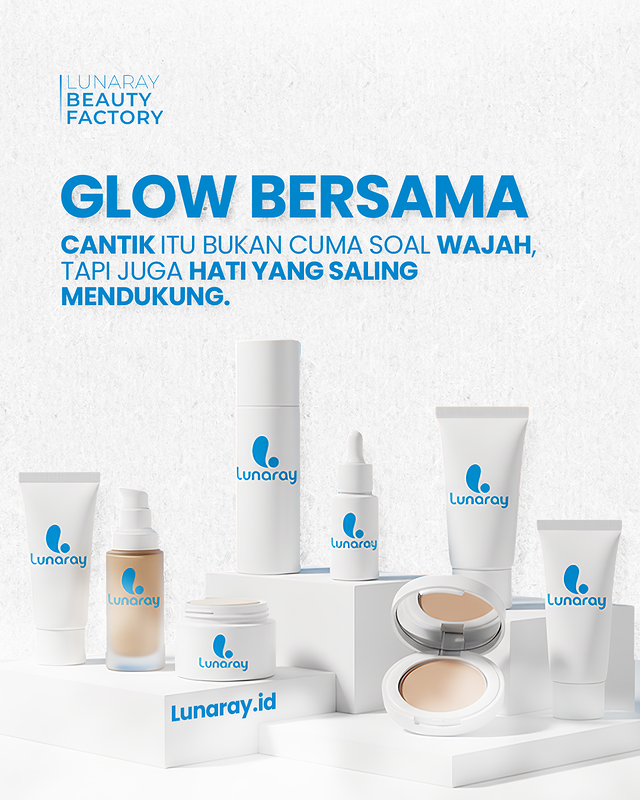 LUNARAY
BEAUTY
FACTORY
GLOW BERSAMA
CANTIK ITU BUKAN CUMA SOAL WAJAH,
TAPI JUGA HATI YANG SALING
MENDUKUNG.
Lunaray
Lunaray
Lunaray
Lunaray
Lunaray
Lunaray
Lunaray
Lunaray.id